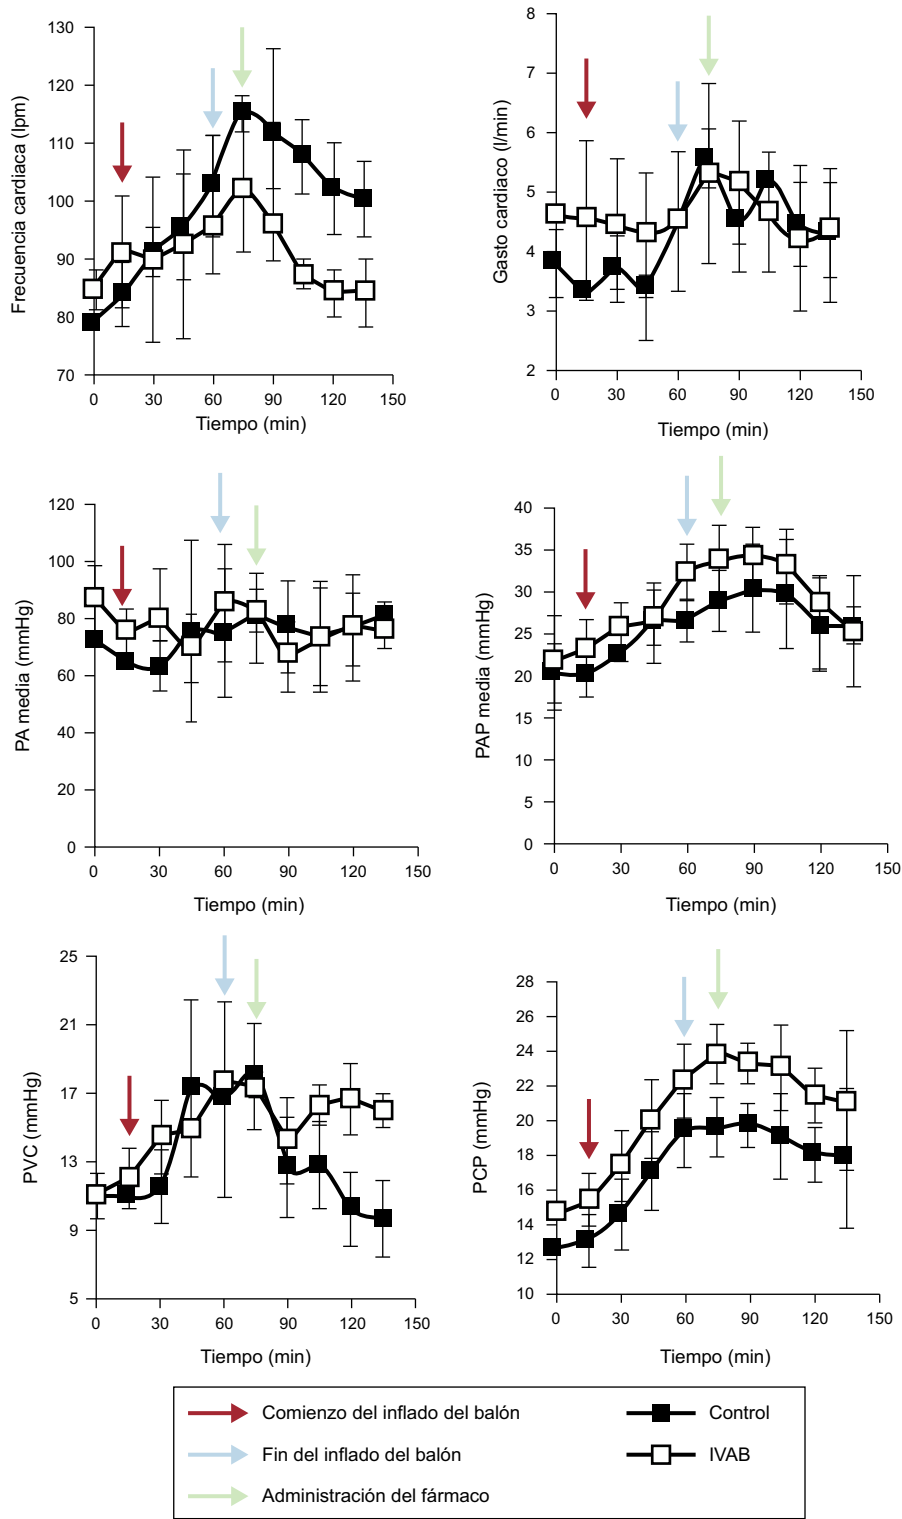 130
120
110
100
90
80
70
Frecuencia cardiaca (lpm)
0 30 60 90 120 150
Tiempo (min)
8
7
6
5
4
3
2
Gasto cardiaco (l/min)
0 30 60 90 120 150
Tiempo (min)
120
100
80
60
40
20
0
PA media (mmHg)
0 30 60 90 120 150
Tiempo (min)
40
35
30
25
20
15
10
5
0
PAP media (mmHg)
0 30 60 90 120 150
Tiempo (min)
25
21
17
13
9
5
PVC (mmHg)
0 30 60 90 120 150
Tiempo (min)
28
26
24
22
20
18
16
14
12
10
PCP (mmHg)
0 30 60 90 120 150
Tiempo (min)
Comienzo del inflado del balón
Fin del inflado del balón
Administración del fármaco
Control
IVAB